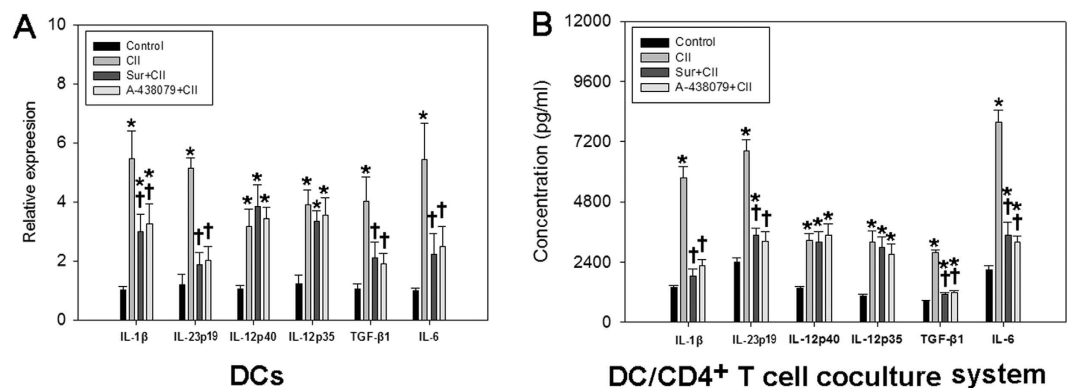 A
10
8
6
4
2
0
Relative expreesion
Control
CII
Sur+CII
A-438079+CII
* * † * † * * † † * * * * * * * † † * † †
IL-1β IL-23p19 IL-12p40 IL-12p35 TGF-β1 IL-6
DCs
B
12000
9600
7200
4800
2400
0
Concentration (pg/ml)
Control
CII
Sur+CII
A-438079+CII
* † † * * † † * * * * * * * * † * † * * † * †
IL-1β IL-23p19 IL-12p40 IL-12p35 TGF-β1 IL-6
DC/CD4+ T cell coculture system